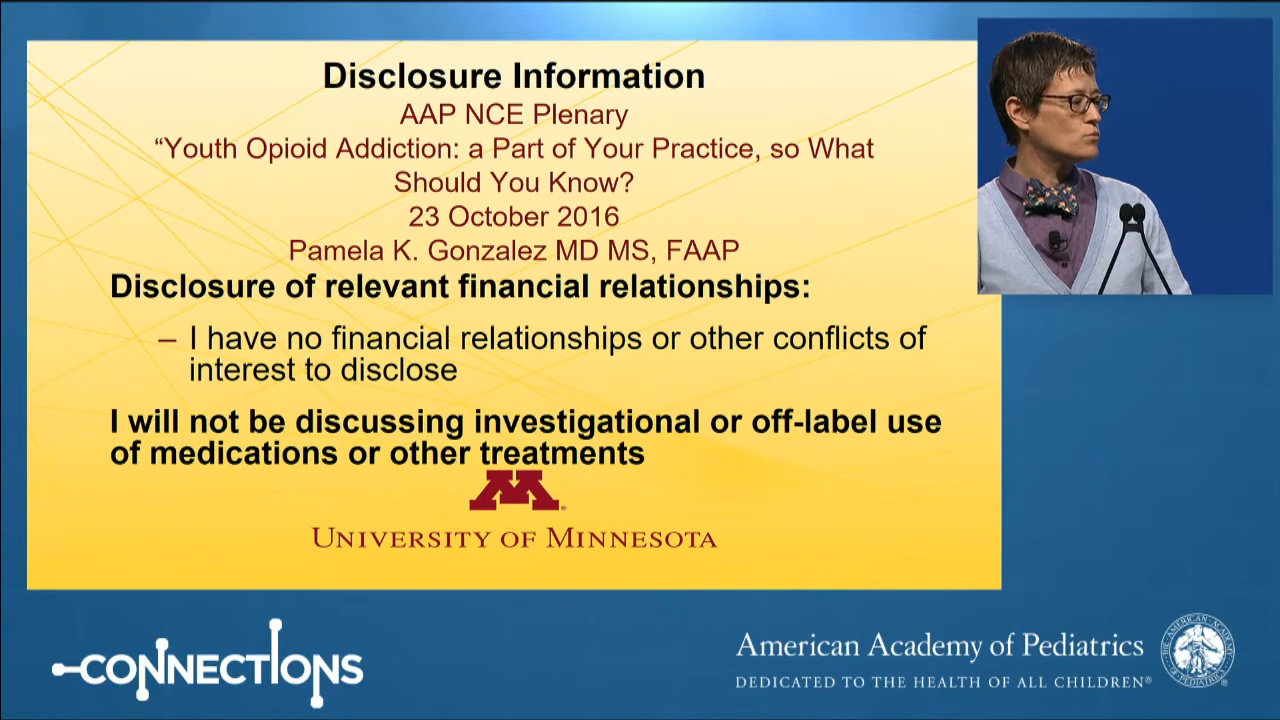 Disclosure Information
AAP NCE Plenary
“Youth Opioid Addiction: a Part of Your Practice, so What
Should You Know?
23 October 2016
Pamela K. Gonzalez MD MS, FAAP
Disclosure of relevant financial relationships:
– I have no financial relationships or other conflicts of
interest to disclose
I will not be discussing investigational or off-label use
of medications or other treatments
M
UNIVERSITY OF MINNESOTA
CONNECTIONS
American Academy of Pediatrics
DEDICATED TO THE HEALTH OF ALL CHILDREN®